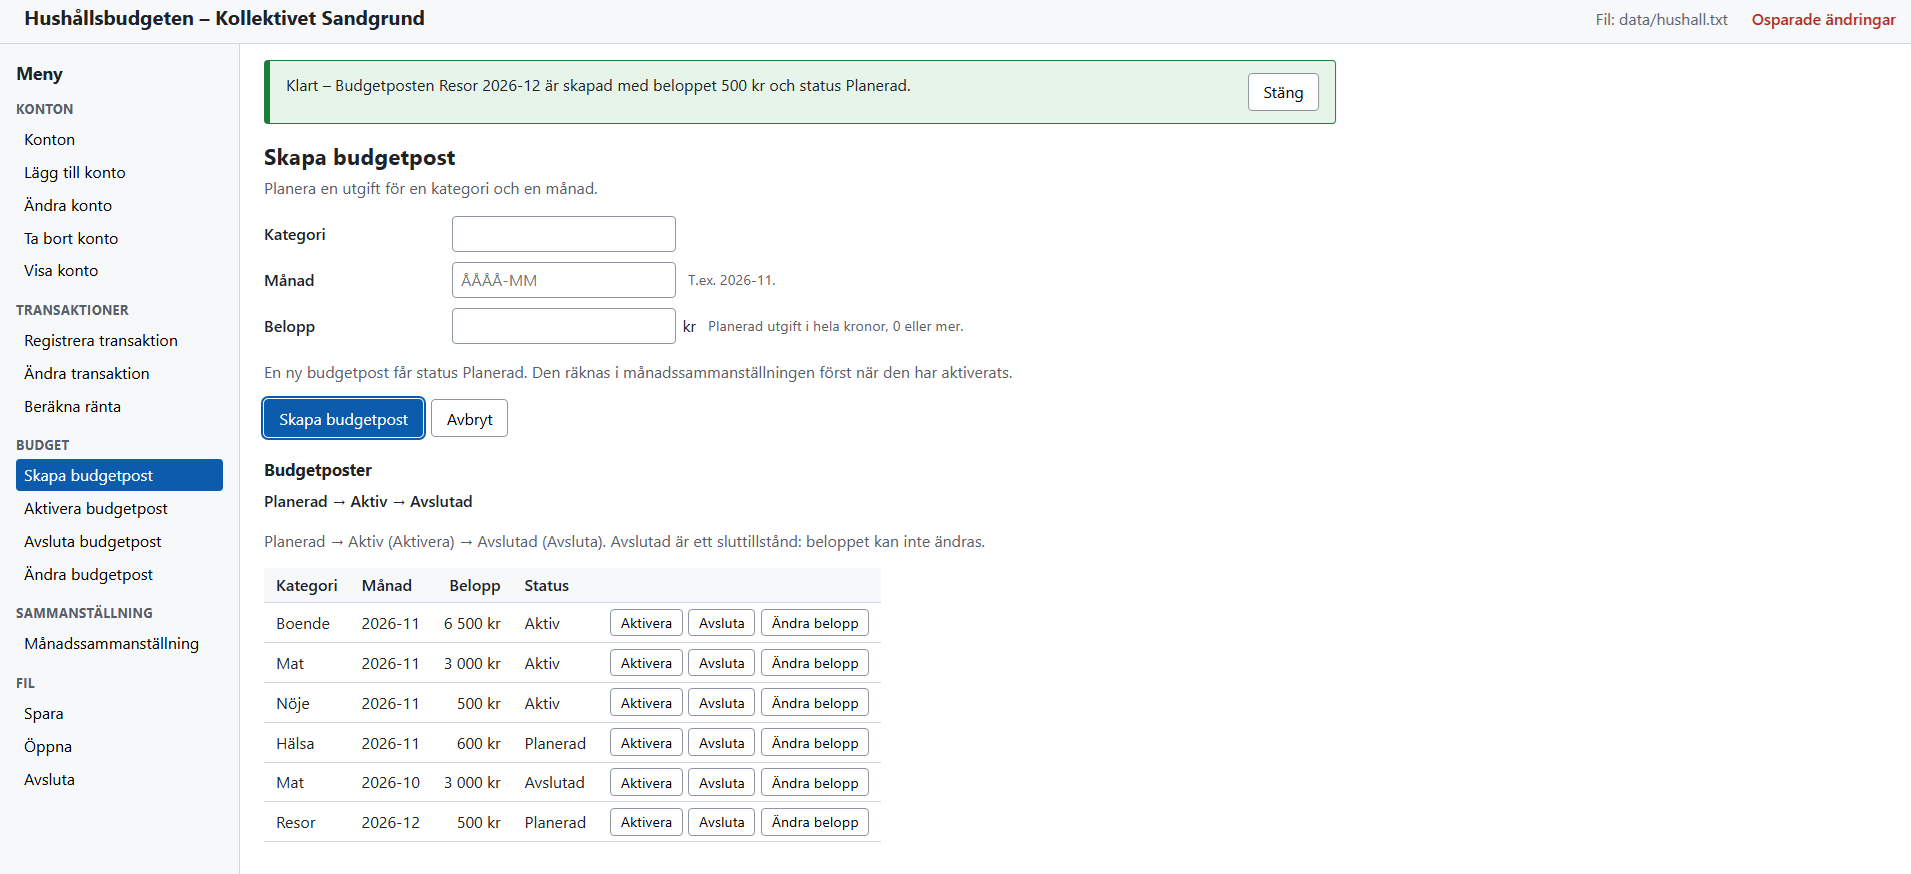 Hushållsbudgeten – Kollektivet Sandgrund
Fil: data/hushall.txt
Osparade ändringar
Meny
KONTON
Konton
Lägg till konto
Ändra konto
Ta bort konto
Visa konto
TRANSAKTIONER
Registrera transaktion
Ändra transaktion
Beräkna ränta
BUDGET
Skapa budgetpost
Aktivera budgetpost
Avsluta budgetpost
Ändra budgetpost
SAMMANSTÄLLNING
Månadssammanställning
FIL
Spara
Öppna
Avsluta
Klart – Budgetposten Resor 2026-12 är skapad med beloppet 500 kr och status Planerad.
Stäng
Skapa budgetpost
Planera en utgift för en kategori och en månad.
Kategori
Månad ÅÅÅÅ-MM T.ex. 2026-11.
Belopp kr Planerad utgift i hela kronor, 0 eller mer.
En ny budgetpost får status Planerad. Den räknas i månadssammanställningen först när den har aktiverats.
Skapa budgetpost Avbryt
Budgetposter
Planerad → Aktiv → Avslutad
Planerad → Aktiv (Aktivera) → Avslutad (Avsluta). Avslutad är ett sluttillstånd: beloppet kan inte ändras.
Kategori Månad Belopp Status
Boende 2026-11 6 500 kr Aktiv Aktivera Avsluta Ändra belopp
Mat 2026-11 3 000 kr Aktiv Aktivera Avsluta Ändra belopp
Nöje 2026-11 500 kr Aktiv Aktivera Avsluta Ändra belopp
Hälsa 2026-11 600 kr Planerad Aktivera Avsluta Ändra belopp
Mat 2026-10 3 000 kr Avslutad Aktivera Avsluta Ändra belopp
Resor 2026-12 500 kr Planerad Aktivera Avsluta Ändra belopp